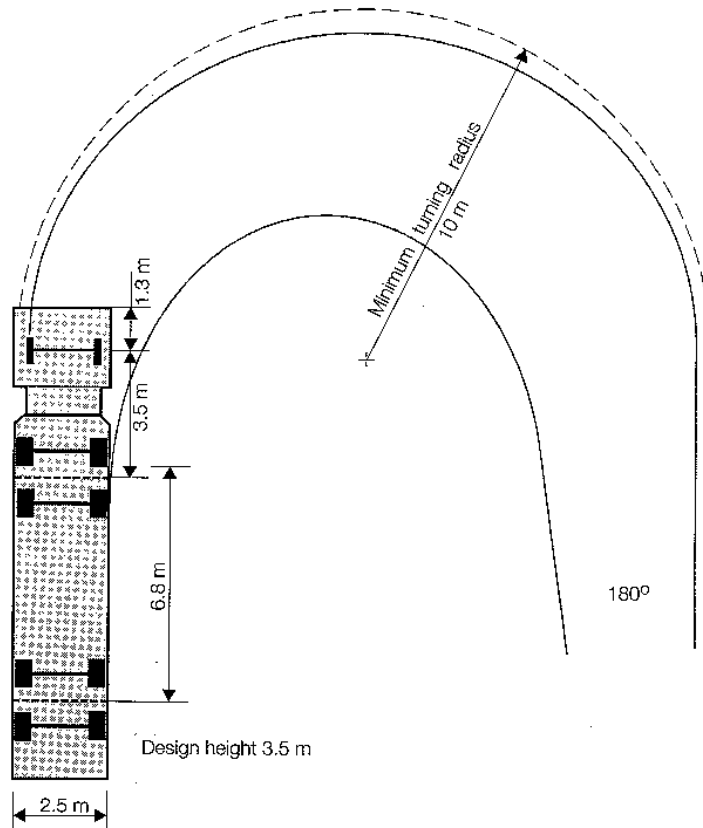 Minimum turning radius
10 m
1.3 m
3.5 m
6.8 m
180º
Design height 3.5 m
2.5 m